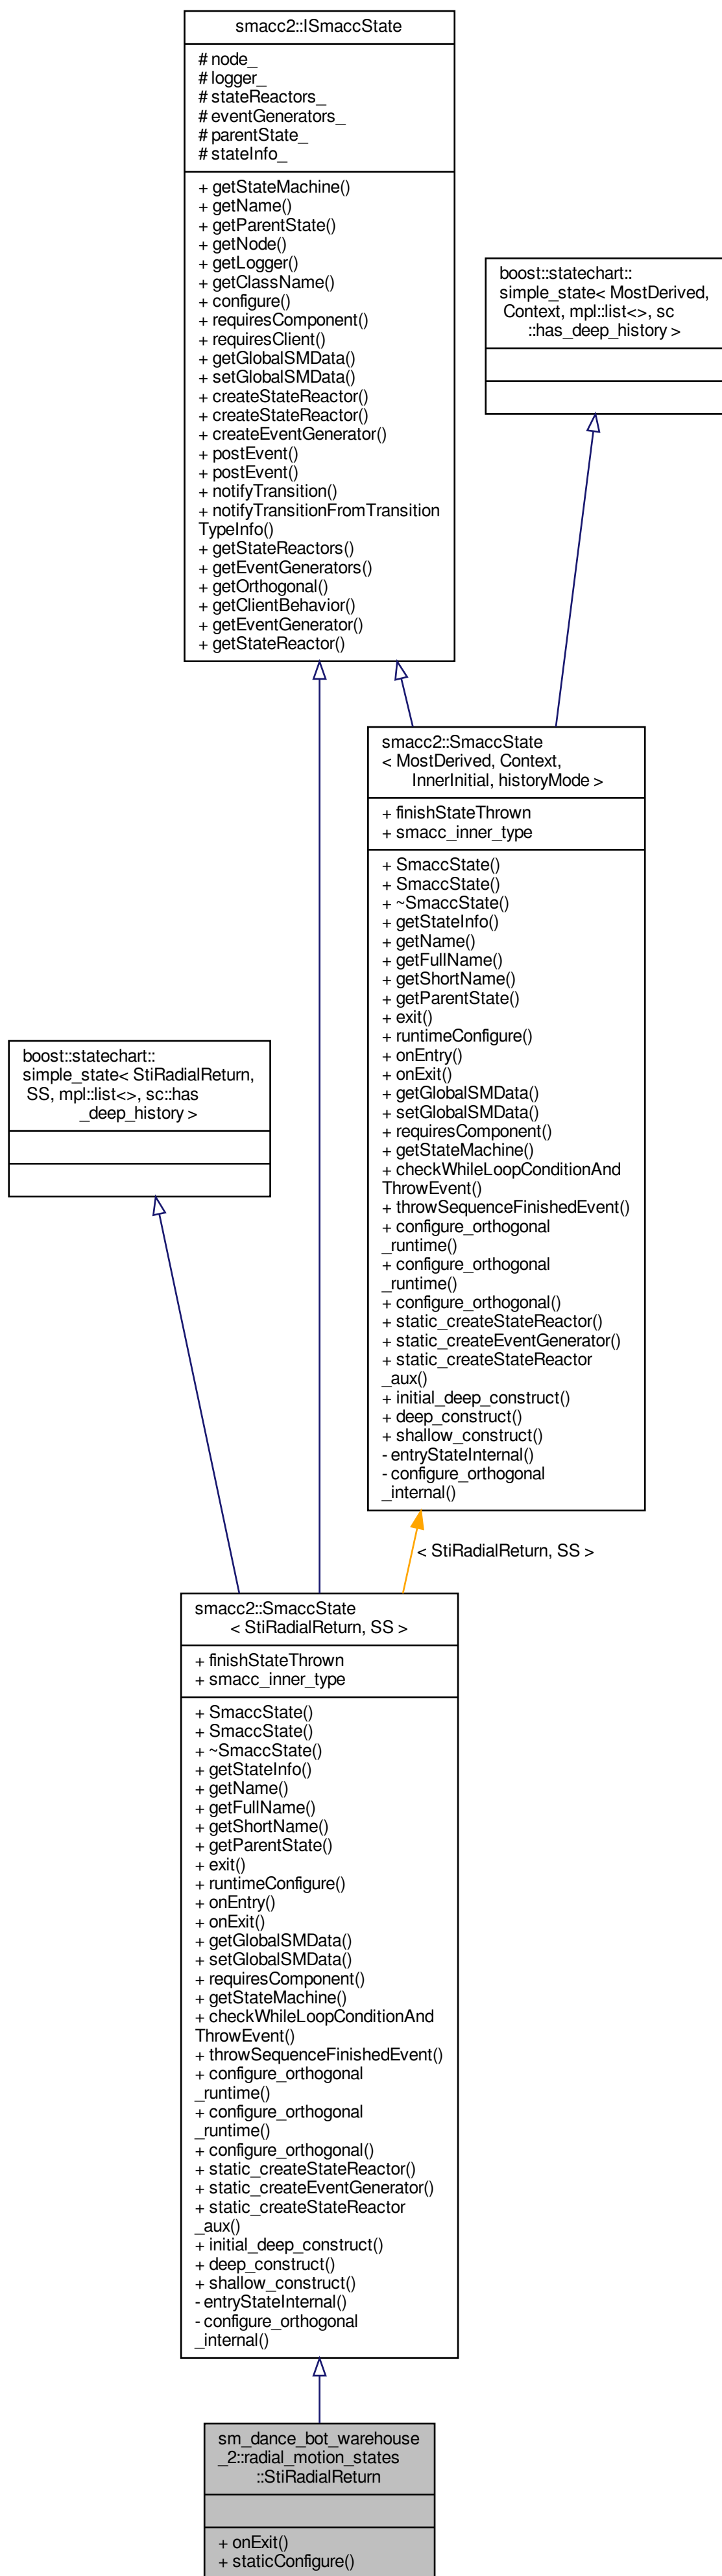 smacc2::ISmaccState
# node_
# logger_
# stateReactors_
# eventGenerators_
# parentState_
# stateInfo_
+ getStateMachine()
+ getName()
+ getParentState()
+ getNode()
+ getLogger()
+ getClassName()
+ configure()
+ requiresComponent()
+ requiresClient()
+ getGlobalSMData()
+ setGlobalSMData()
+ createStateReactor()
+ createStateReactor()
+ createEventGenerator()
+ postEvent()
+ postEvent()
+ notifyTransition()
+ notifyTransitionFromTransition
TypeInfo()
+ getStateReactors()
+ getEventGenerators()
+ getOrthogonal()
+ getClientBehavior()
+ getEventGenerator()
+ getStateReactor()
boost::statechart::
simple_state< MostDerived,
Context, mpl::list<>, sc
::has_deep_history >
smacc2::SmaccState
< MostDerived, Context,
InnerInitial, historyMode >
+ finishStateThrown
+ smacc_inner_type
+ SmaccState()
+ SmaccState()
+ ~SmaccState()
+ getStateInfo()
+ getName()
+ getFullName()
+ getShortName()
+ getParentState()
+ exit()
+ runtimeConfigure()
+ onEntry()
+ onExit()
+ getGlobalSMData()
+ setGlobalSMData()
+ requiresComponent()
+ getStateMachine()
+ checkWhileLoopConditionAnd
ThrowEvent()
+ throwSequenceFinishedEvent()
+ configure_orthogonal
_runtime()
+ configure_orthogonal
_runtime()
+ configure_orthogonal()
+ static_createStateReactor()
+ static_createEventGenerator()
+ static_createStateReactor
_aux()
+ initial_deep_construct()
+ deep_construct()
+ shallow_construct()
- entryStateInternal()
- configure_orthogonal
_internal()
boost::statechart::
simple_state< StiRadialReturn,
SS, mpl::list<>, sc::has
_deep_history >
< StiRadialReturn, SS >
smacc2::SmaccState
< StiRadialReturn, SS >
+ finishStateThrown
+ smacc_inner_type
+ SmaccState()
+ SmaccState()
+ ~SmaccState()
+ getStateInfo()
+ getName()
+ getFullName()
+ getShortName()
+ getParentState()
+ exit()
+ runtimeConfigure()
+ onEntry()
+ onExit()
+ getGlobalSMData()
+ setGlobalSMData()
+ requiresComponent()
+ getStateMachine()
+ checkWhileLoopConditionAnd
ThrowEvent()
+ throwSequenceFinishedEvent()
+ configure_orthogonal
_runtime()
+ configure_orthogonal
_runtime()
+ configure_orthogonal()
+ static_createStateReactor()
+ static_createEventGenerator()
+ static_createStateReactor
_aux()
+ initial_deep_construct()
+ deep_construct()
+ shallow_construct()
- entryStateInternal()
- configure_orthogonal
_internal()
sm_dance_bot_warehouse
_2::radial_motion_states
::StiRadialReturn
+ onExit()
+ staticConfigure()